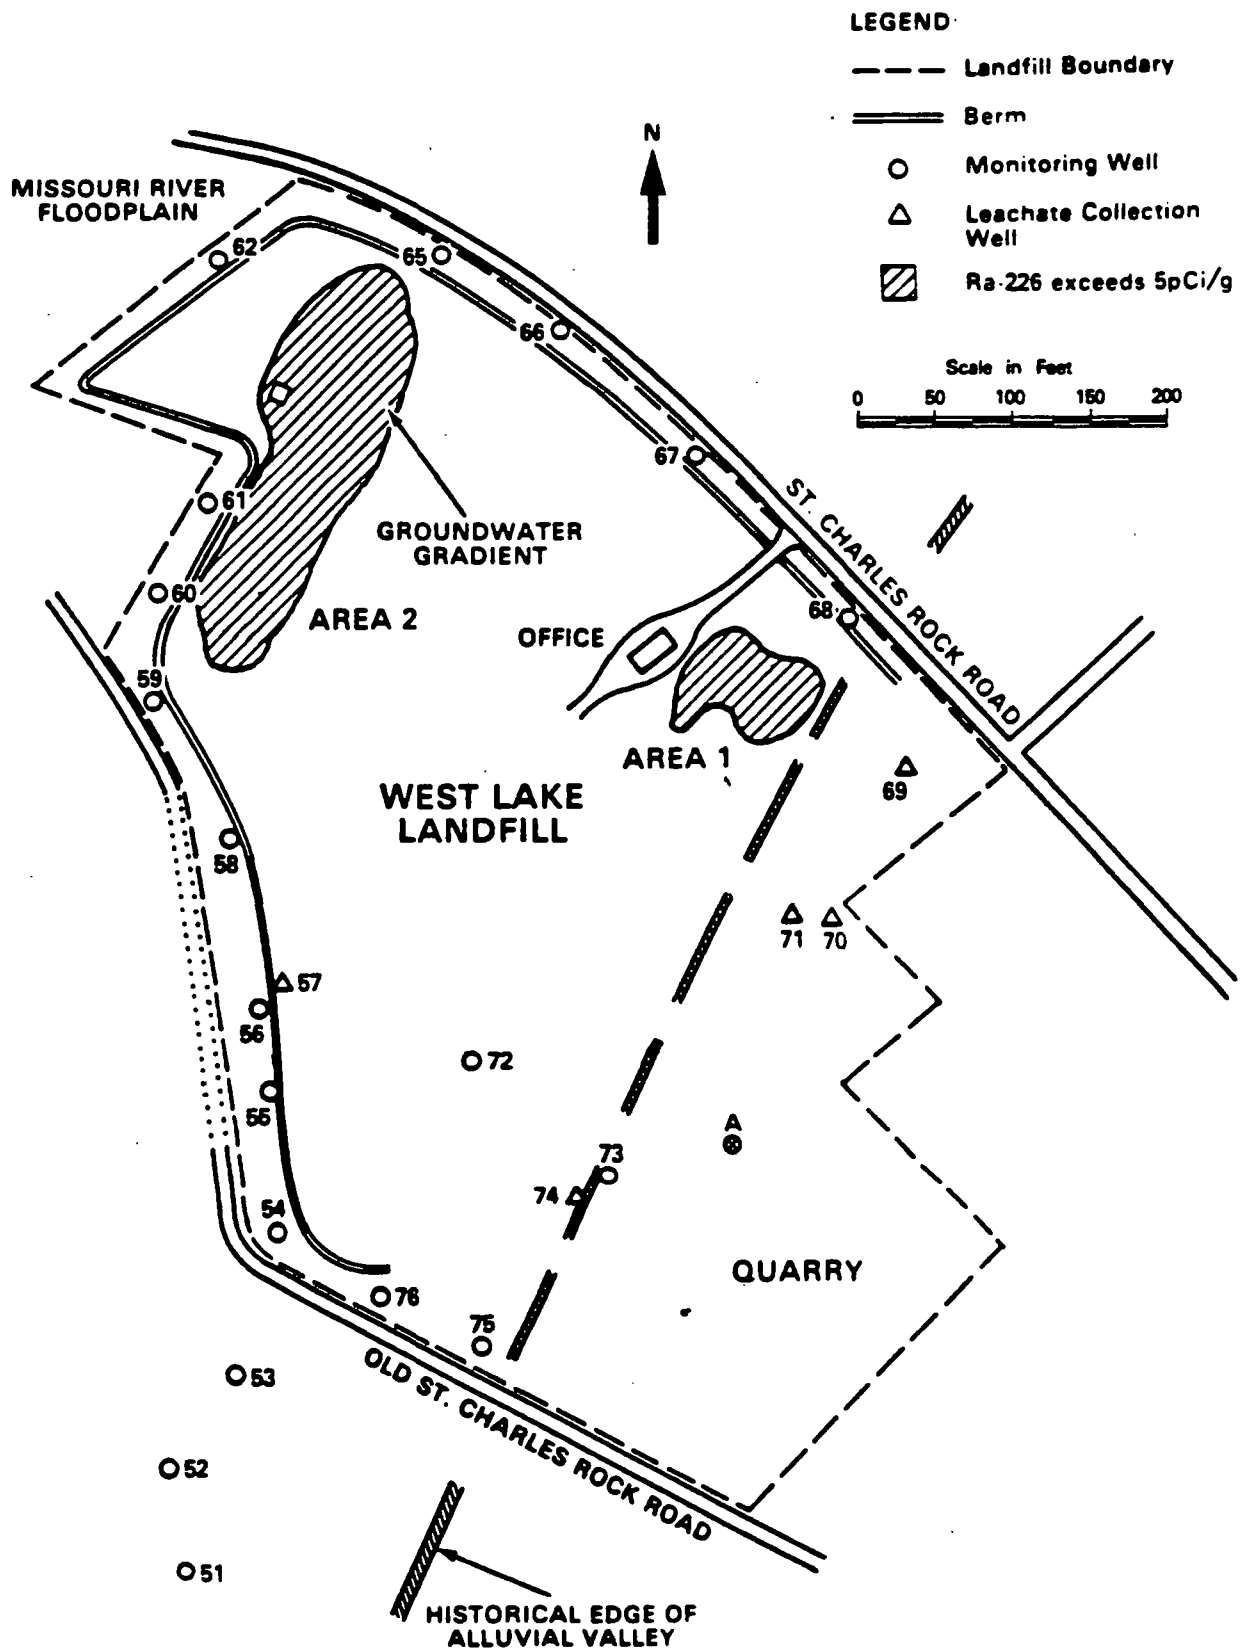 LEGEND
Landfill Boundary
Berm
Monitoring Well
Leachate Collection
Well
Ra-226 exceeds 5pCi/g
N
Scale in Feet
0 50 100 150 200
MISSOURI RIVER
FLOODPLAIN
62
65
66
67
61
GROUNDWATER
GRADIENT
ST. CHARLES ROCK ROAD
60
AREA 2
OFFICE
68
59
AREA 1
69
WEST LAKE
LANDFILL
58
71
70
57
56
72
55
A
73
74
54
QUARRY
76
75
53
OLD ST. CHARLES ROCK ROAD
52
51
HISTORICAL EDGE OF
ALLUVIAL VALLEY